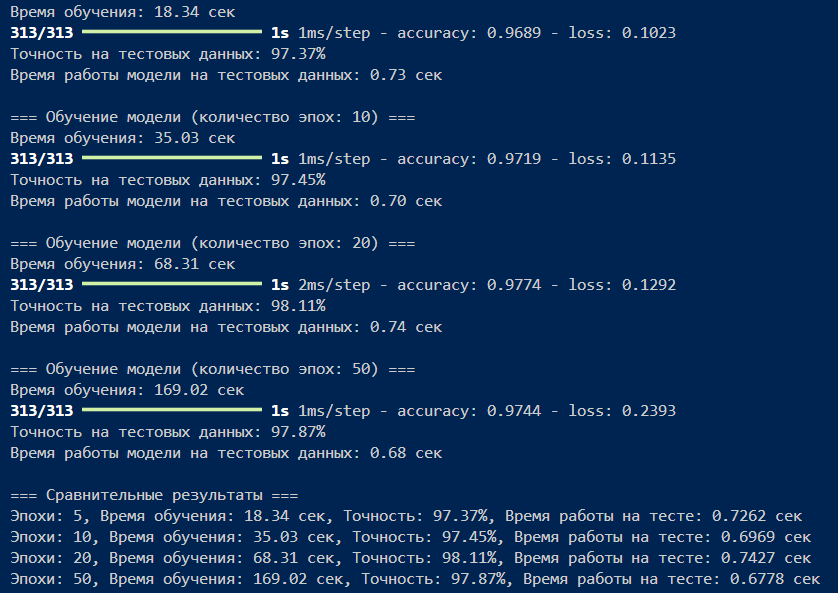 Время обучения: 18.34 сек
313/313 1s 1ms/step - accuracy: 0.9689 - loss: 0.1023
Точность на тестовых данных: 97.37%
Время работы модели на тестовых данных: 0.73 сек
=== Обучение модели (количество эпох: 10) ===
Время обучения: 35.03 сек
313/313 1s 1ms/step - accuracy: 0.9719 - loss: 0.1135
Точность на тестовых данных: 97.45%
Время работы модели на тестовых данных: 0.70 сек
=== Обучение модели (количество эпох: 20) ===
Время обучения: 68.31 сек
313/313 1s 2ms/step - accuracy: 0.9774 - loss: 0.1292
Точность на тестовых данных: 98.11%
Время работы модели на тестовых данных: 0.74 сек
=== Обучение модели (количество эпох: 50) ===
Время обучения: 169.02 сек
313/313 1s 1ms/step - accuracy: 0.9744 - loss: 0.2393
Точность на тестовых данных: 97.87%
Время работы модели на тестовых данных: 0.68 сек
=== Сравнительные результаты ===
Эпохи: 5, Время обучения: 18.34 сек, Точность: 97.37%, Время работы на тесте: 0.7262 сек
Эпохи: 10, Время обучения: 35.03 сек, Точность: 97.45%, Время работы на тесте: 0.6969 сек
Эпохи: 20, Время обучения: 68.31 сек, Точность: 98.11%, Время работы на тесте: 0.7427 сек
Эпохи: 50, Время обучения: 169.02 сек, Точность: 97.87%, Время работы на тесте: 0.6778 сек